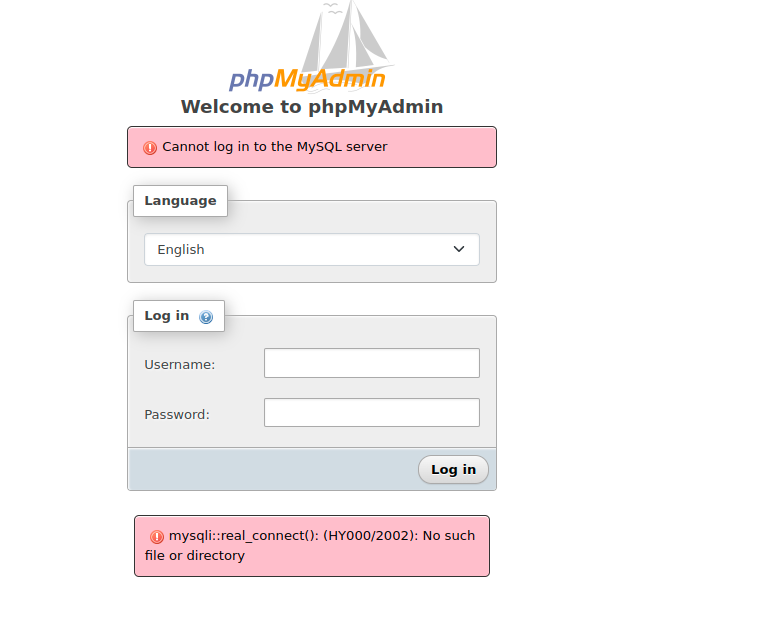 phpMyAdmin
Welcome to phpMyAdmin
Cannot log in to the MySQL server
Language
English
Log in
Username:
Password:
Log in
mysqli::real_connect(): (HY000/2002): No such
file or directory